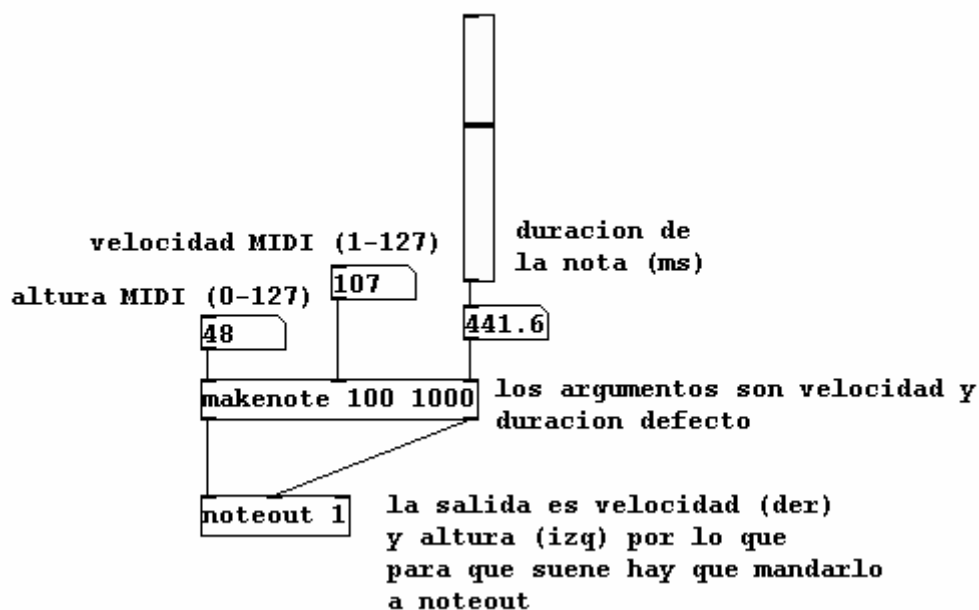 duracion de
la nota (ms)
velocidad MIDI (1-127)
107
altura MIDI (0-127)
48
441.6
makenote 100 1000
los argumentos son velocidad y
duracion defecto
noteout 1
la salida es velocidad (der)
y altura (izq) por lo que
para que suene hay que mandarlo
a noteout